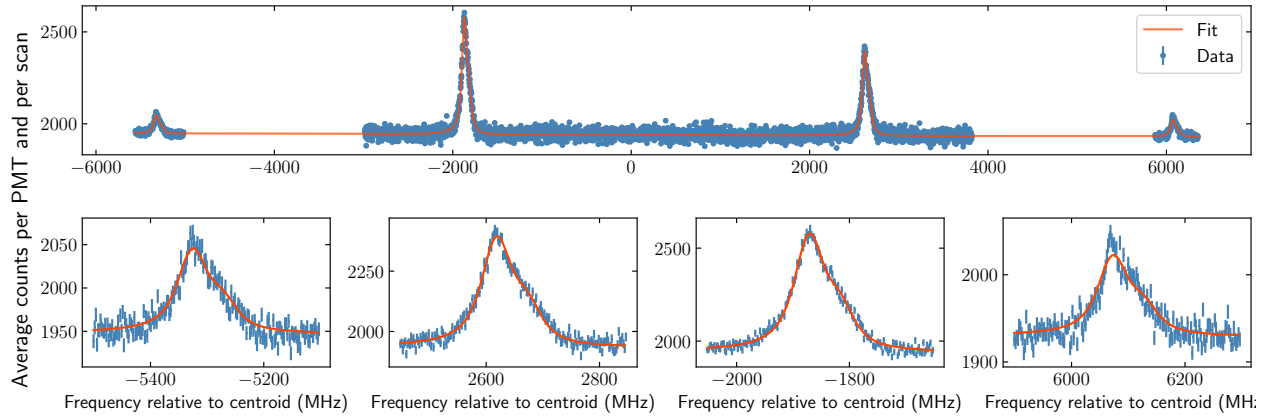 Average counts per PMT and per scan
2500
2000
Fit
Data
−6000 −4000 −2000 0 2000 4000 6000
2050
2000
1950
−5400 −5200
Frequency relative to centroid (MHz)
2250
2000
2600 2800
Frequency relative to centroid (MHz)
2500
2000
−2000 −1800
Frequency relative to centroid (MHz)
2000
1900
6000 6200
Frequency relative to centroid (MHz)